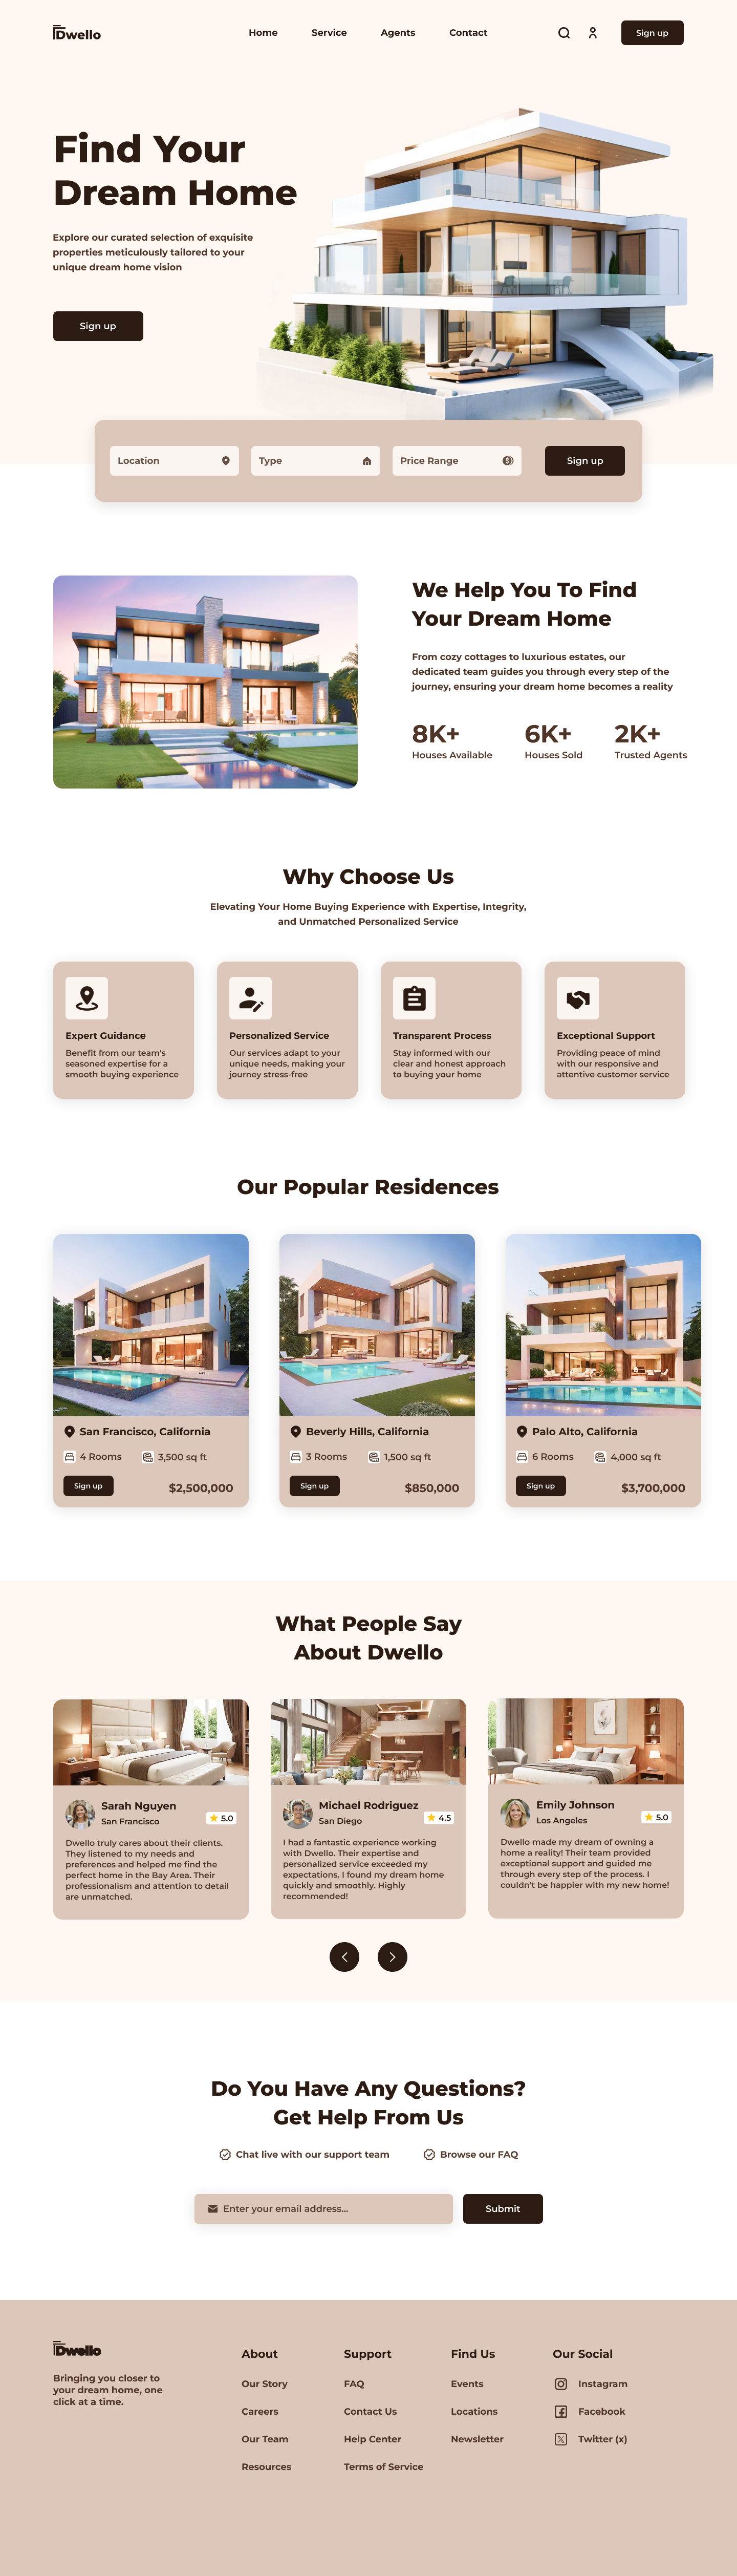 Dwello
Home
Service
Agents
Contact
Sign up
Find Your
Dream Home
Explore our curated selection of exquisite
properties meticulously tailored to your
unique dream home vision
Sign up
Location
Type
Price Range
Sign up
We Help You To Find
Your Dream Home
From cozy cottages to luxurious estates, our
dedicated team guides you through every step of the
journey, ensuring your dream home becomes a reality
8K+
Houses Available
6K+
Houses Sold
2K+
Trusted Agents
Why Choose Us
Elevating Your Home Buying Experience with Expertise, Integrity,
and Unmatched Personalized Service
Expert Guidance
Benefit from our team's
seasoned expertise for a
smooth buying experience
Personalized Service
Our services adapt to your
unique needs, making your
journey stress-free
Transparent Process
Stay informed with our
clear and honest approach
to buying your home
Exceptional Support
Providing peace of mind
with our responsive and
attentive customer service
Our Popular Residences
San Francisco, California
4 Rooms
3,500 sq ft
Sign up
$2,500,000
Beverly Hills, California
3 Rooms
1,500 sq ft
Sign up
$850,000
Palo Alto, California
6 Rooms
4,000 sq ft
Sign up
$3,700,000
What People Say
About Dwello
Sarah Nguyen
San Francisco
5.0
Dwello truly cares about their clients.
They listened to my needs and
preferences and helped me find the
perfect home in the Bay Area. Their
professionalism and attention to detail
are unmatched.
Michael Rodriguez
San Diego
4.5
I had a fantastic experience working
with Dwello. Their expertise and
personalized service exceeded my
expectations. I found my dream home
quickly and smoothly. Highly
recommended!
Emily Johnson
Los Angeles
5.0
Dwello made my dream of owning a
home a reality! Their team provided
exceptional support and guided me
through every step of the process. I
couldn't be happier with my new home!
Do You Have Any Questions?
Get Help From Us
Chat live with our support team
Browse our FAQ
Enter your email address...
Submit
Dwello
Bringing you closer to
your dream home, one
click at a time.
About
Our Story
Careers
Our Team
Resources
Support
FAQ
Contact Us
Help Center
Terms of Service
Find Us
Events
Locations
Newsletter
Our Social
Instagram
Facebook
Twitter (x)